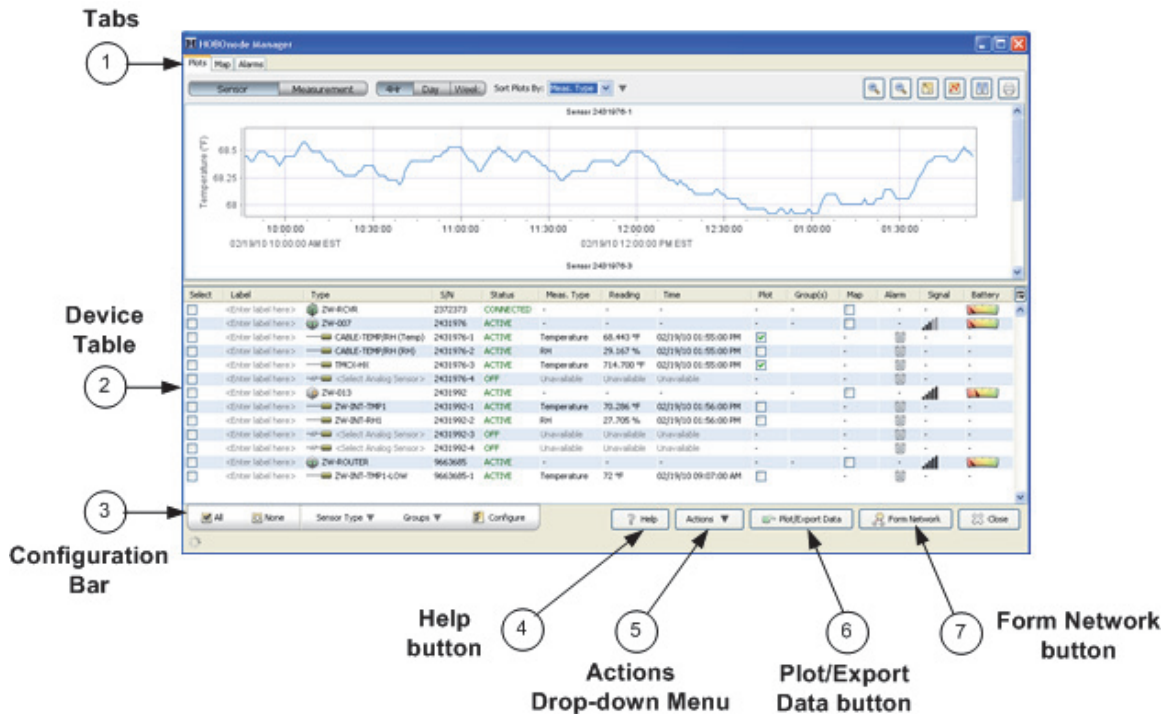 Tabs
1
HOBOnode Manager
Plots Map Alarms
Sensor Measurement 4Hr Day Week Sort Plots By: Meas. Type
Sensor 2431976-1
Temperature (°F)
68.5
68.25
68
10:00:00 10:30:00 11:00:00 11:30:00 12:00:00 12:30:00 01:00:00 01:30:00
02/19/10 10:00:00 AM EST 02/19/10 12:00:00 PM EST
Sensor 2431976-3
Device
Table
2
Select Label Type S/N Status Meas. Type Reading Time Plot Group(s) Map Alarm Signal Battery
<Enter label here> ZW-RCVR 2372373 CONNECTED - - - - - -
<Enter label here> ZW-007 2431976 ACTIVE - - - - - -
<Enter label here> CABLE-TEMP/RH (Temp) 2431976-1 ACTIVE Temperature 68.443 °F 02/19/10 01:55:00 PM - -
<Enter label here> CABLE-TEMP/RH (RH) 2431976-2 ACTIVE RH 29.167 % 02/19/10 01:55:00 PM - -
<Enter label here> TMCX-HX 2431976-3 ACTIVE Temperature 714.700 °F 02/19/10 01:55:00 PM - -
<Enter label here> <Select Analog Sensor> 2431976-4 OFF Unavailable Unavailable Unavailable - - -
<Enter label here> ZW-013 2431992 ACTIVE - - - - - -
<Enter label here> ZW-INT-TMP1 2431992-1 ACTIVE Temperature 70.286 °F 02/19/10 01:56:00 PM - -
<Enter label here> ZW-INT-RH1 2431992-2 ACTIVE RH 27.705 % 02/19/10 01:56:00 PM - -
<Enter label here> <Select Analog Sensor> 2431992-3 OFF Unavailable Unavailable Unavailable - - -
<Enter label here> <Select Analog Sensor> 2431992-4 OFF Unavailable Unavailable Unavailable - - -
<Enter label here> ZW-ROUTER 9663685 ACTIVE - - - - - -
<Enter label here> ZW-INT-TMP1-LOW 9663685-1 ACTIVE Temperature 72 °F 02/19/10 09:07:00 AM - -
3
Configuration
Bar
All None Sensor Type Groups Configure ? Help Actions Plot/Export Data Form Network Close
Help
button
4
5
Actions
Drop-down Menu
6
Plot/Export
Data button
7
Form Network
button